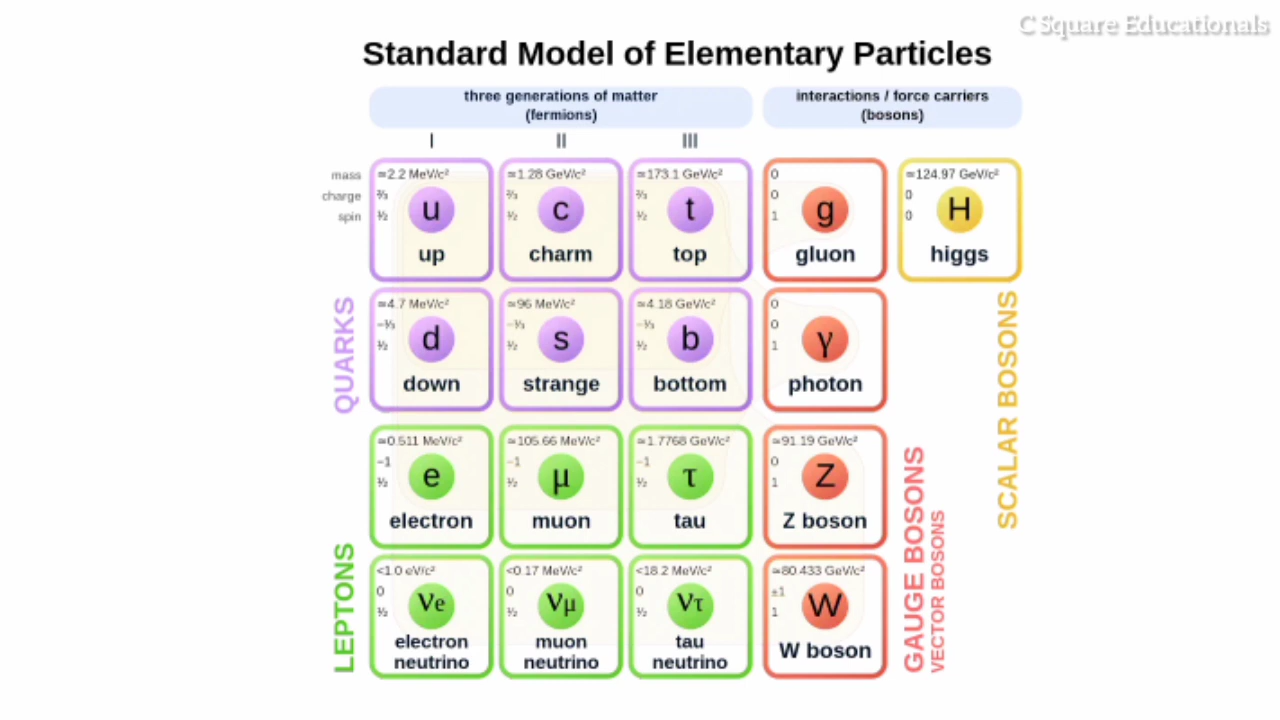 C Square Educationals
Standard Model of Elementary Particles
three generations of matter
(fermions)
interactions / force carriers
(bosons)
I
II
III
mass
charge
spin
≃2.2 MeV/c²
⅔
½
u
up
≃1.28 GeV/c²
⅔
½
c
charm
≃173.1 GeV/c²
⅔
½
t
top
0
0
1
g
gluon
≃124.97 GeV/c²
0
0
H
higgs
QUARKS
≃4.7 MeV/c²
−⅓
½
d
down
≃96 MeV/c²
−⅓
½
s
strange
≃4.18 GeV/c²
−⅓
½
b
bottom
0
0
1
γ
photon
SCALAR BOSONS
LEPTONS
≃0.511 MeV/c²
−1
½
e
electron
≃105.66 MeV/c²
−1
½
μ
muon
≃1.7768 GeV/c²
−1
½
τ
tau
≃91.19 GeV/c²
0
1
Z
Z boson
GAUGE BOSONS
VECTOR BOSONS
<1.0 eV/c²
0
½
νe
electron
neutrino
<0.17 MeV/c²
0
½
νμ
muon
neutrino
<18.2 MeV/c²
0
½
ντ
tau
neutrino
≃80.433 GeV/c²
±1
1
W
W boson